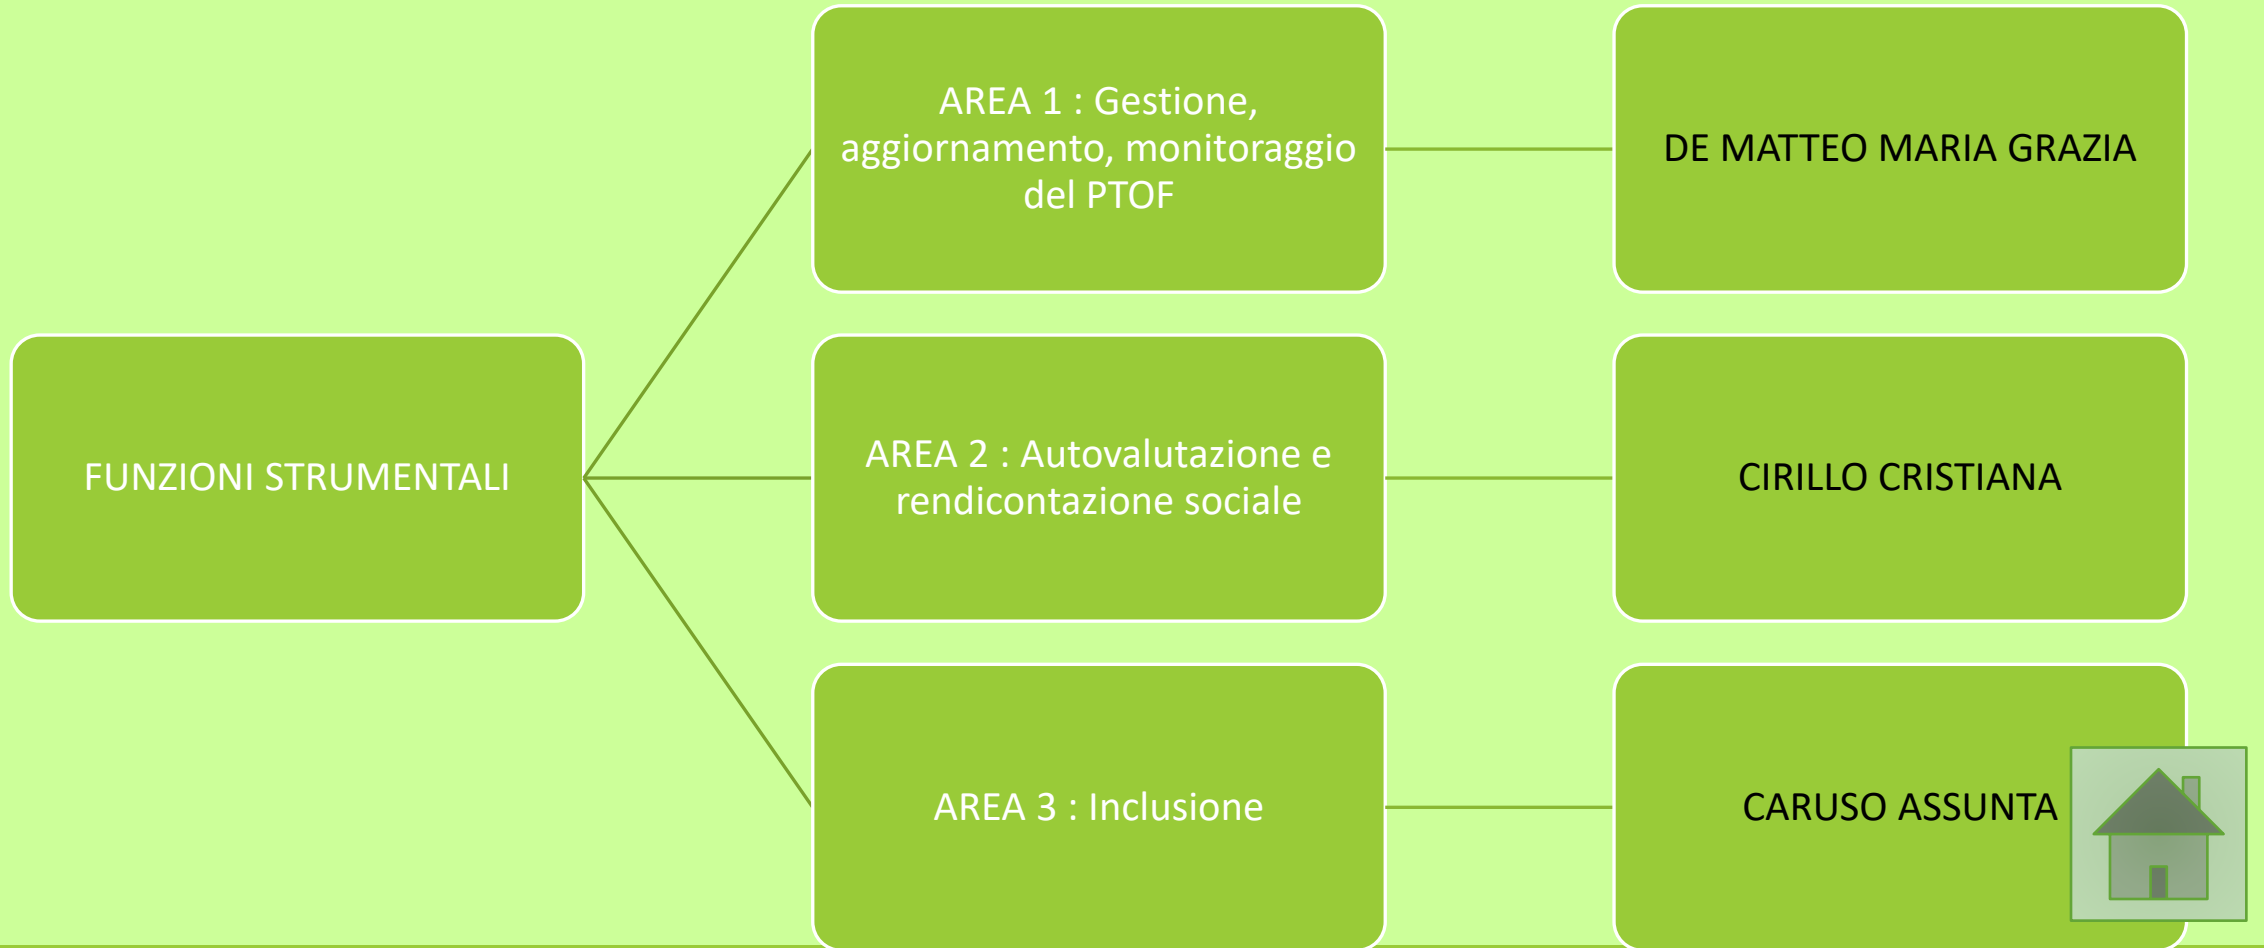 FUNZIONI STRUMENTALI
AREA 1 : Gestione,
aggiornamento, monitoraggio
del PTOF
DE MATTEO MARIA GRAZIA
AREA 2 : Autovalutazione e
rendicontazione sociale
CIRILLO CRISTIANA
AREA 3 : Inclusione
CARUSO ASSUNTA